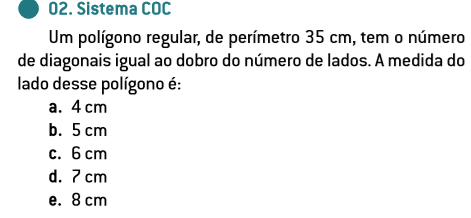 02. Sistema COC
Um polígono regular, de perímetro 35 cm, tem o número
de diagonais igual ao dobro do número de lados. A medida do
lado desse polígono é:
a. 4 cm
b. 5 cm
c. 6 cm
d. 7 cm
e. 8 cm